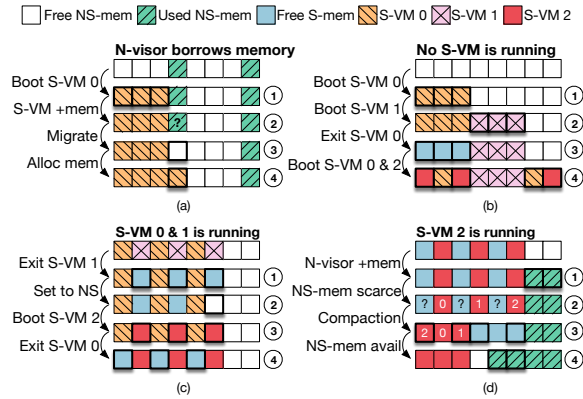 Free NS-mem Used NS-mem Free S-mem S-VM 0 S-VM 1 S-VM 2
N-visor borrows memory
Boot S-VM 0
1
S-VM +mem
?
2
Migrate
3
Alloc mem
4
(a)
No S-VM is running
Boot S-VM 0
1
Boot S-VM 1
2
Exit S-VM 0
3
Boot S-VM 0 & 2
4
(b)
S-VM 0 & 1 is running
Exit S-VM 1
1
Set to NS
2
Boot S-VM 2
3
Exit S-VM 0
4
(c)
S-VM 2 is running
N-visor +mem
1
NS-mem scarce
? 0 ? 1 ? 2
2
Compaction
2 0 1
3
NS-mem avail
4
(d)